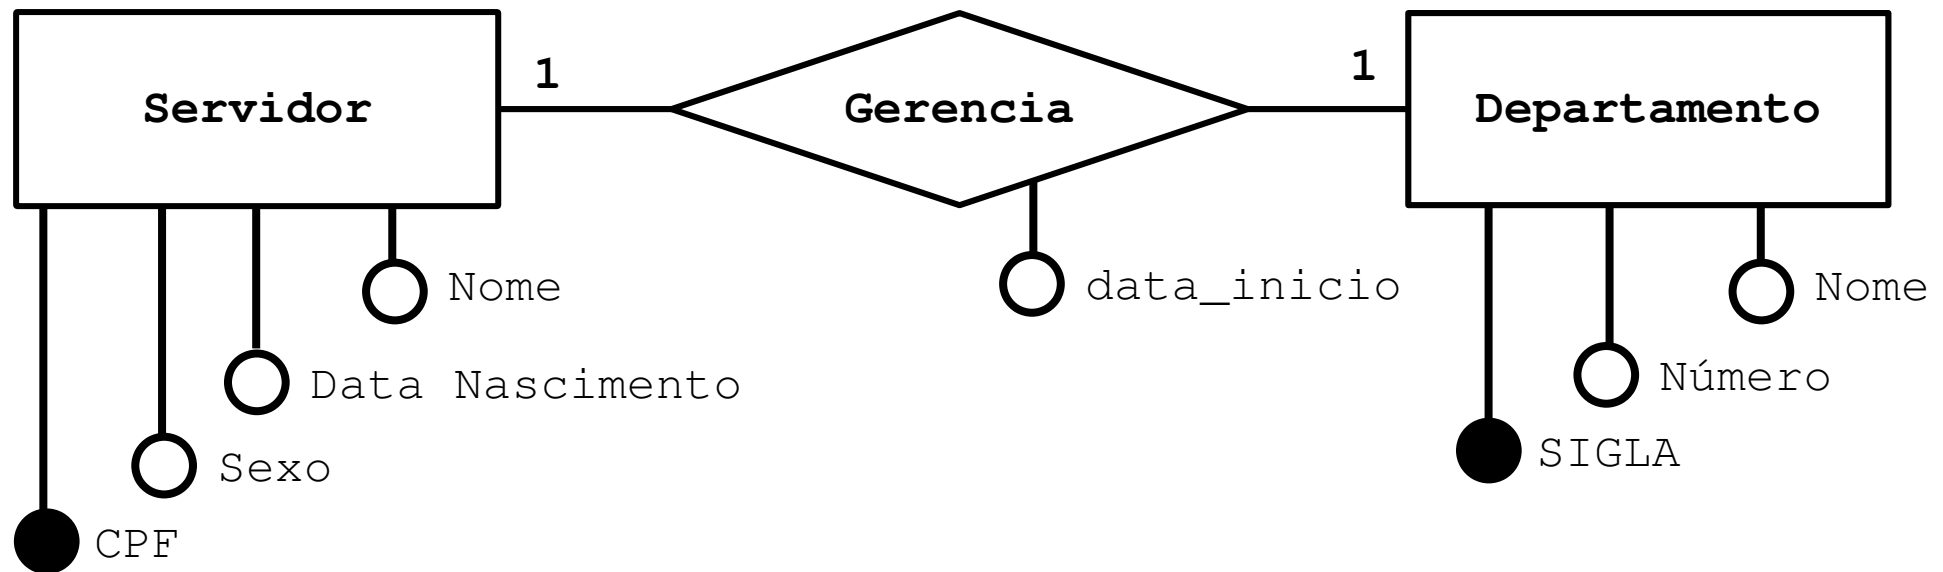 1
1
Servidor
Gerencia
Departamento
Nome
data_inicio
Nome
Data Nascimento
Número
Sexo
SIGLA
CPF